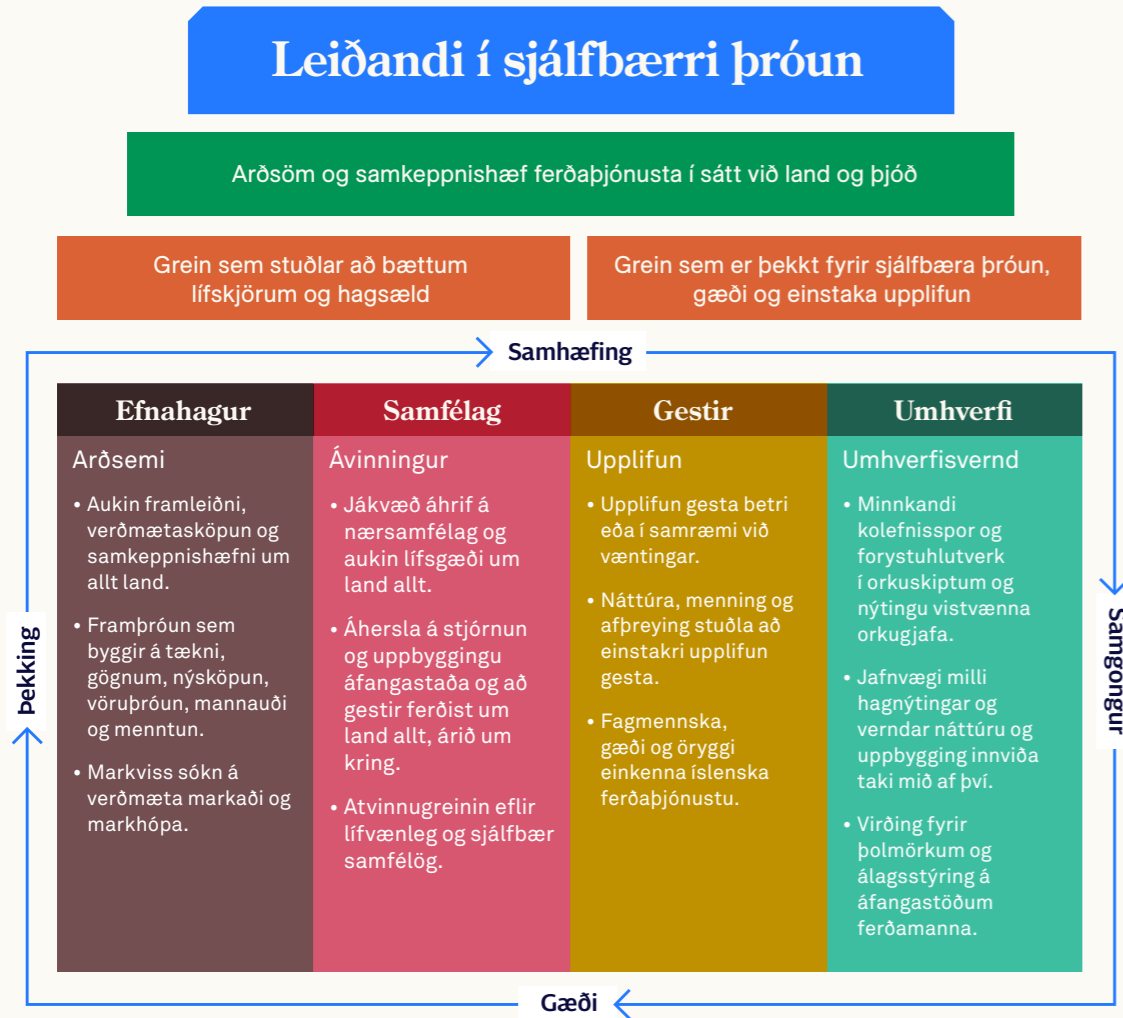 Leiðandi í sjálfbærri þróun
Arðsöm og samkeppnishæf ferðaþjónusta í sátt við land og þjóð
Grein sem stuðlar að bættum
lífskjörum og hagsæld
Grein sem er þekkt fyrir sjálfbæra þróun,
gæði og einstaka upplifun
Samhæfing
Efnahagur
Arðsemi
• Aukin framleiðni,
verðmætasköpun og
samkeppnishæfni um
allt land.
• Framþróun sem
byggir á tækni,
gögnum, nýsköpun,
vöruþróun, mannauði
og menntun.
• Markviss sókn á
verðmæta markaði og
markhópa.
Samfélag
Ávinningur
• Jákvæð áhrif á
nærsamfélag og
aukin lífsgæði um
land allt.
• Áhersla á stjórnun
og uppbyggingu
áfangastaða og að
gestir ferðist um
land allt, árið um
kring.
• Atvinnugreinin eflir
lífvænleg og sjálfbær
samfélög.
Gestir
Upplifun
• Upplifun gesta betri
eða í samræmi við
væntingar.
• Náttúra, menning og
afþreying stuðla að
einstakri upplifun
gesta.
• Fagmennska,
gæði og öryggi
einkenna íslenska
ferðaþjónustu.
Umhverfi
Umhverfisvernd
• Minnkandi
kolefnisspor og
forystuhlutverk
í orkuskiptum og
nýtingu vistvænna
orkugjafa.
• Jafnvægi milli
hagnýtingar og
verndar náttúru og
uppbygging innviða
taki mið af því.
• Virðing fyrir
þolmörkum og
álagsstýring á
áfangastöðum
ferðamanna.
Samgöngur
Gæði
Þekking